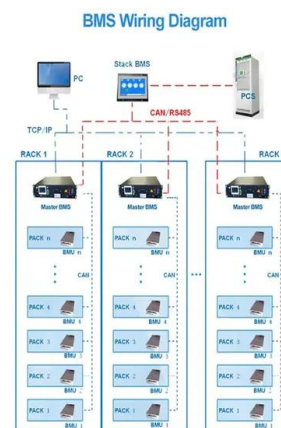 BMS Wiring Diagram
PC
Stack BMS
PCS
CAN/RS485
TCP/IP
RACK 1
RACK 2
RACK
Master BMS
Master BMS
Master BMS
PACK n
BMU n
PACK n
BMU n
PACK n
BMU n
CAN
CAN
CAN
PACK 4
BMU 4
PACK 4
BMU 4
PACK 4
BMU 4
PACK 3
BMU 3
PACK 3
BMU 3
PACK 3
BMU 3
PACK 2
BMU
PACK 2
BMU
PACK 2
BMU
PACK 1
BMU
PACK 1
BMU
PACK 1
BMU